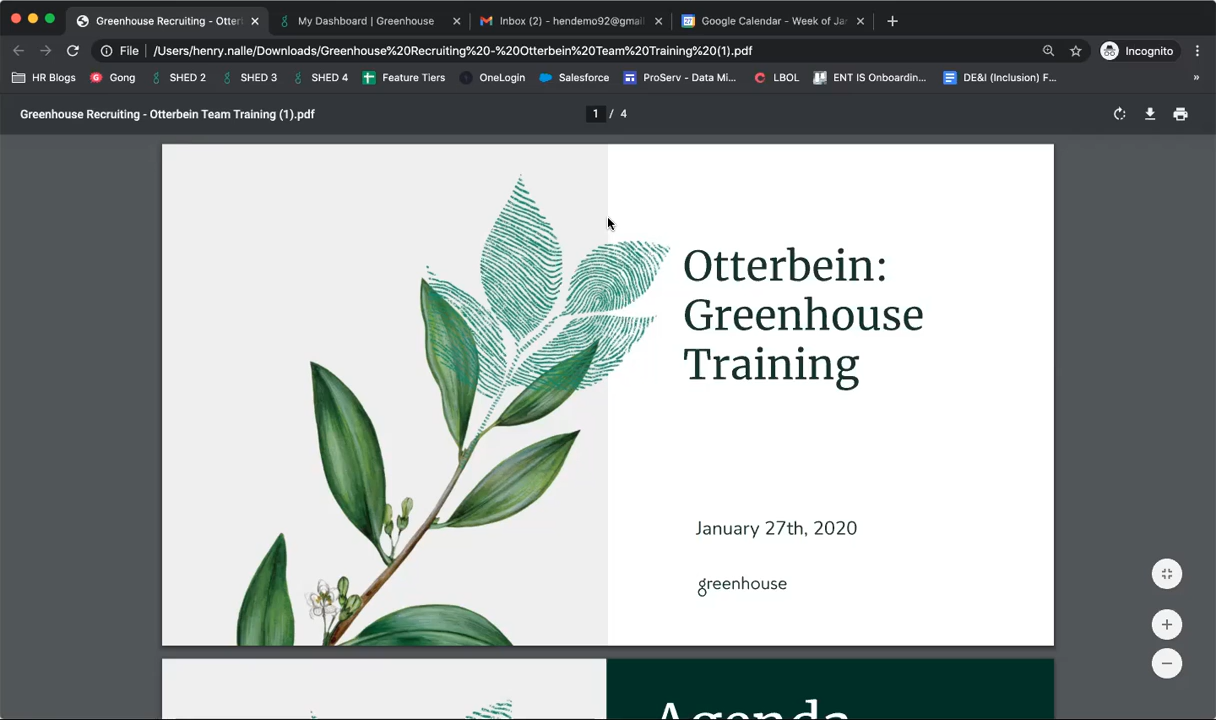 Greenhouse Recruiting - Otter
My Dashboard | Greenhouse
Inbox (2) - hendemo92@gmai
Google Calendar - Week of Ja
File
/Users/henry.nalle/Downloads/Greenhouse%20Recruiting%20-%20Otterbein%20Team%20Training%20(1).pdf
Incognito
HR Blogs
Gong
SHED 2
SHED 3
SHED 4
Feature Tiers
OneLogin
Salesforce
ProServ - Data Mi...
LBOL
ENT IS Onboardin...
DE&I (Inclusion) F...
»
Greenhouse Recruiting - Otterbein Team Training (1).pdf
1 / 4
Otterbein:
Greenhouse
Training
January 27th, 2020
greenhouse
Agenda